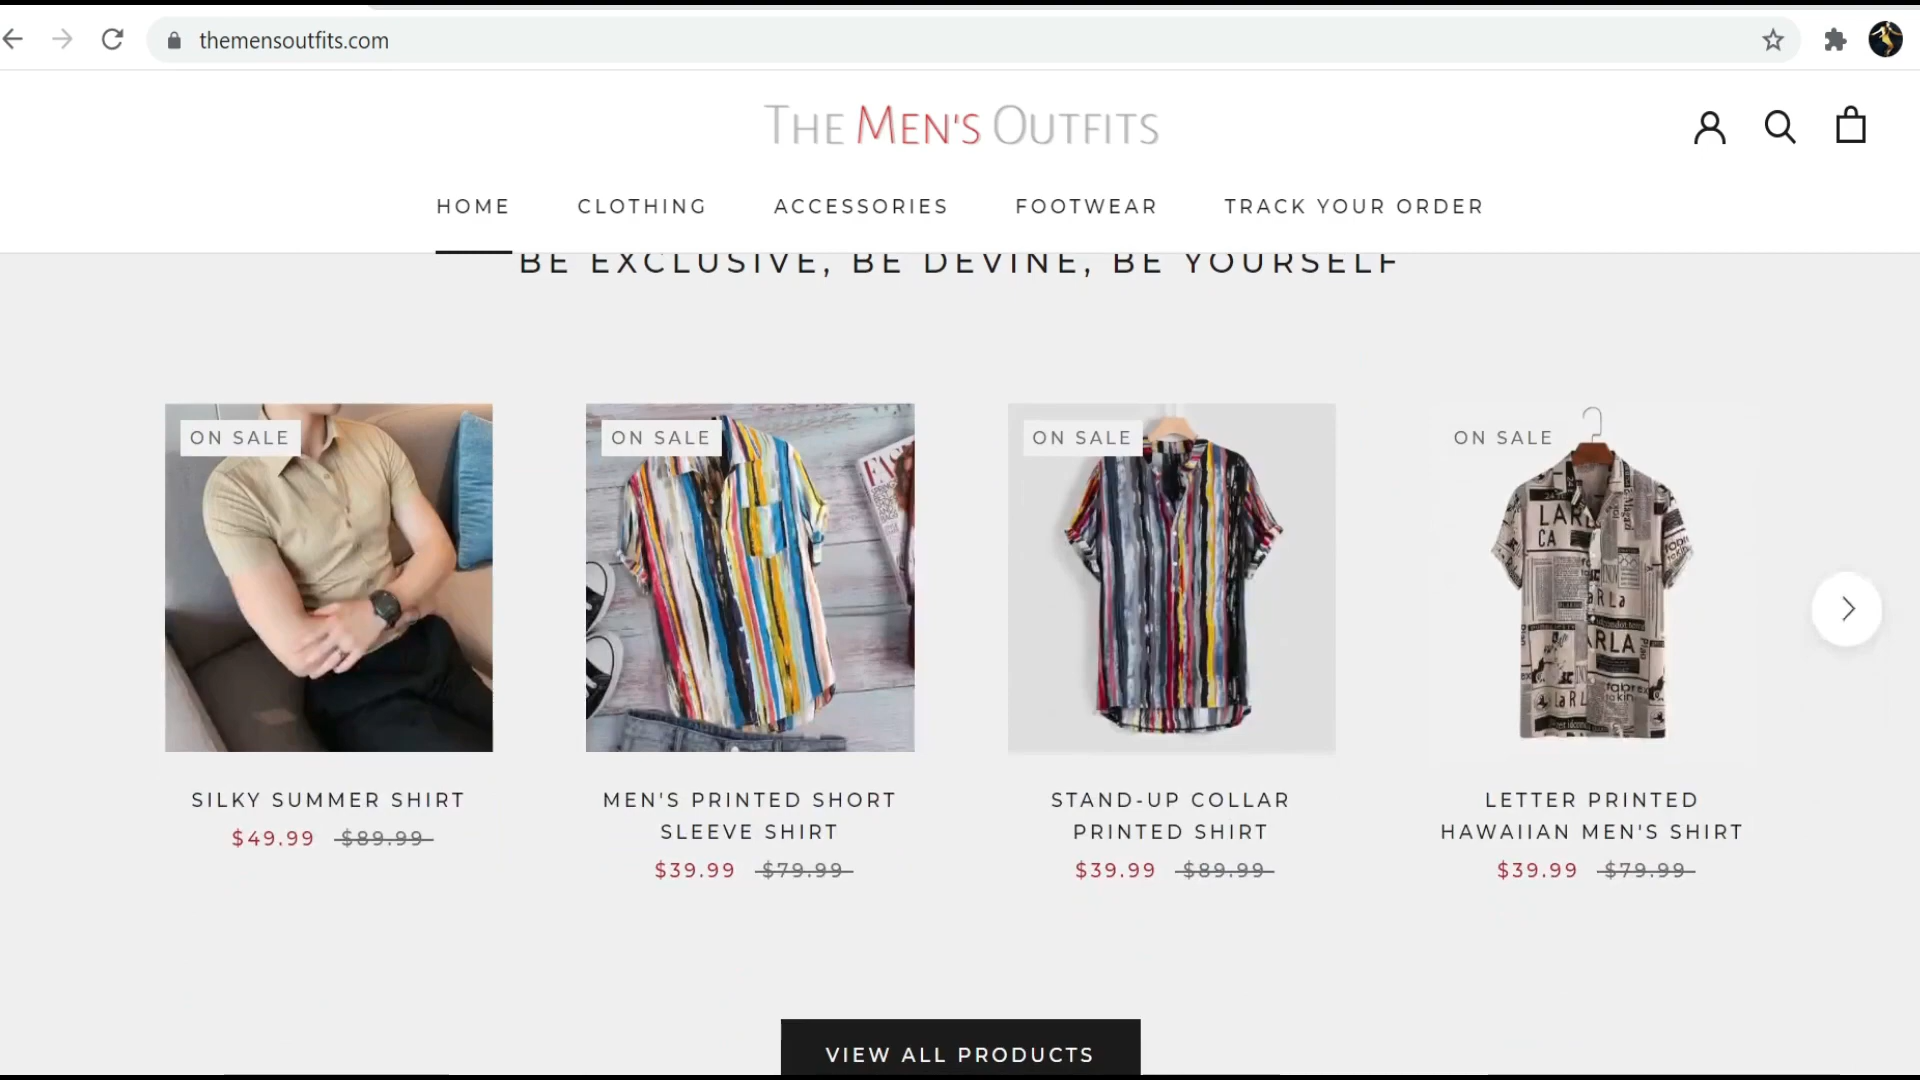 themensoutfits.com
THE MEN'S OUTFITS
HOME CLOTHING ACCESSORIES FOOTWEAR TRACK YOUR ORDER
BE EXCLUSIVE, BE DEVINE, BE YOURSELF
ON SALE ON SALE ON SALE ON SALE
SILKY SUMMER SHIRT
$49.99 $89.99
MEN'S PRINTED SHORT
SLEEVE SHIRT
$39.99 $79.99
STAND-UP COLLAR
PRINTED SHIRT
$39.99 $89.99
LETTER PRINTED
HAWAIIAN MEN'S SHIRT
$39.99 $79.99
VIEW ALL PRODUCTS